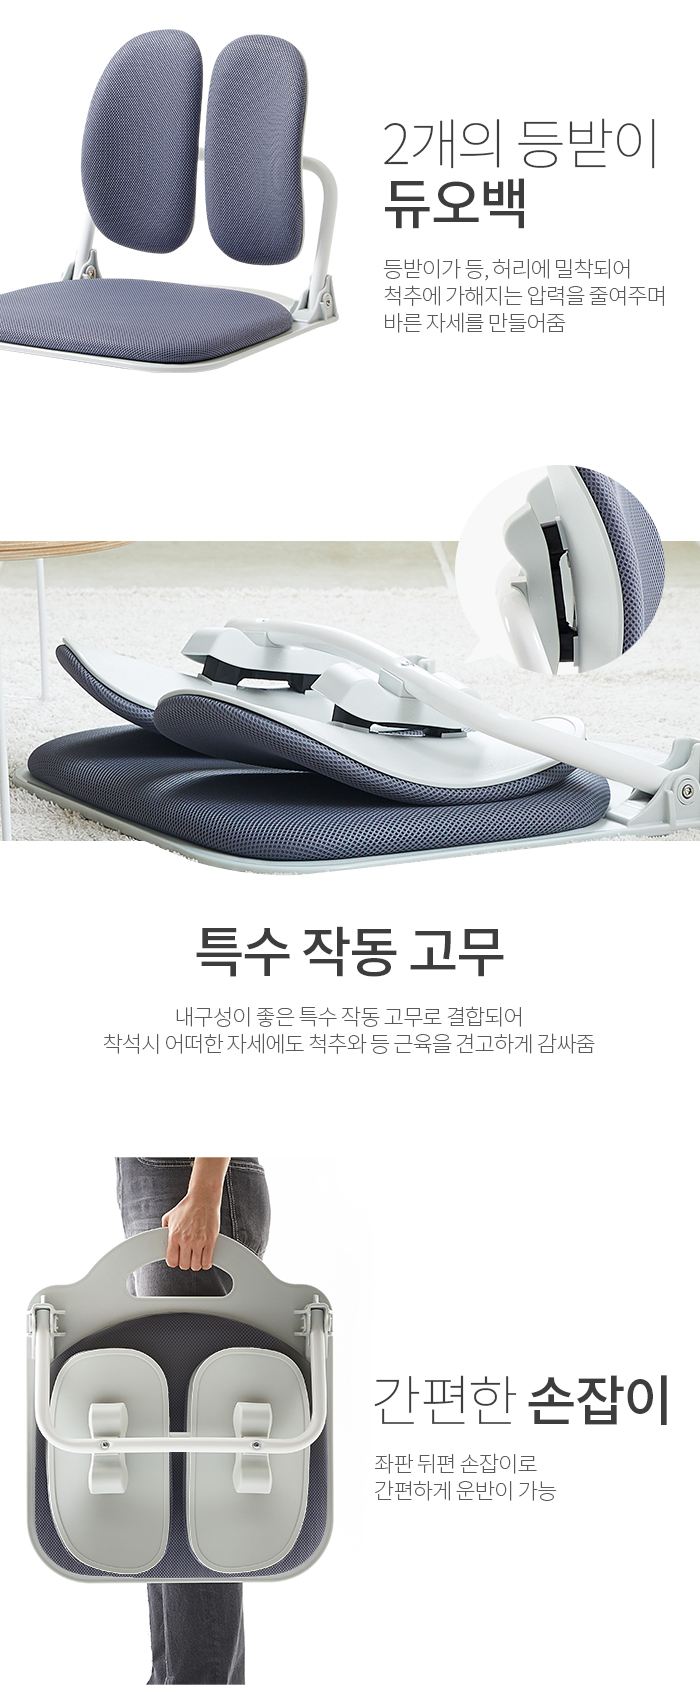 2개의 등받이
듀오백
등받이가 등, 허리에 밀착되어
척추에 가해지는 압력을 줄여주며
바른 자세를 만들어줌
특수 작동 고무
내구성이 좋은 특수 작동 고무로 결합되어
착석시 어떠한 자세에도 척추와 등 근육을 견고하게 감싸줌
간편한 손잡이
좌판 뒤편 손잡이로
간편하게 운반이 가능